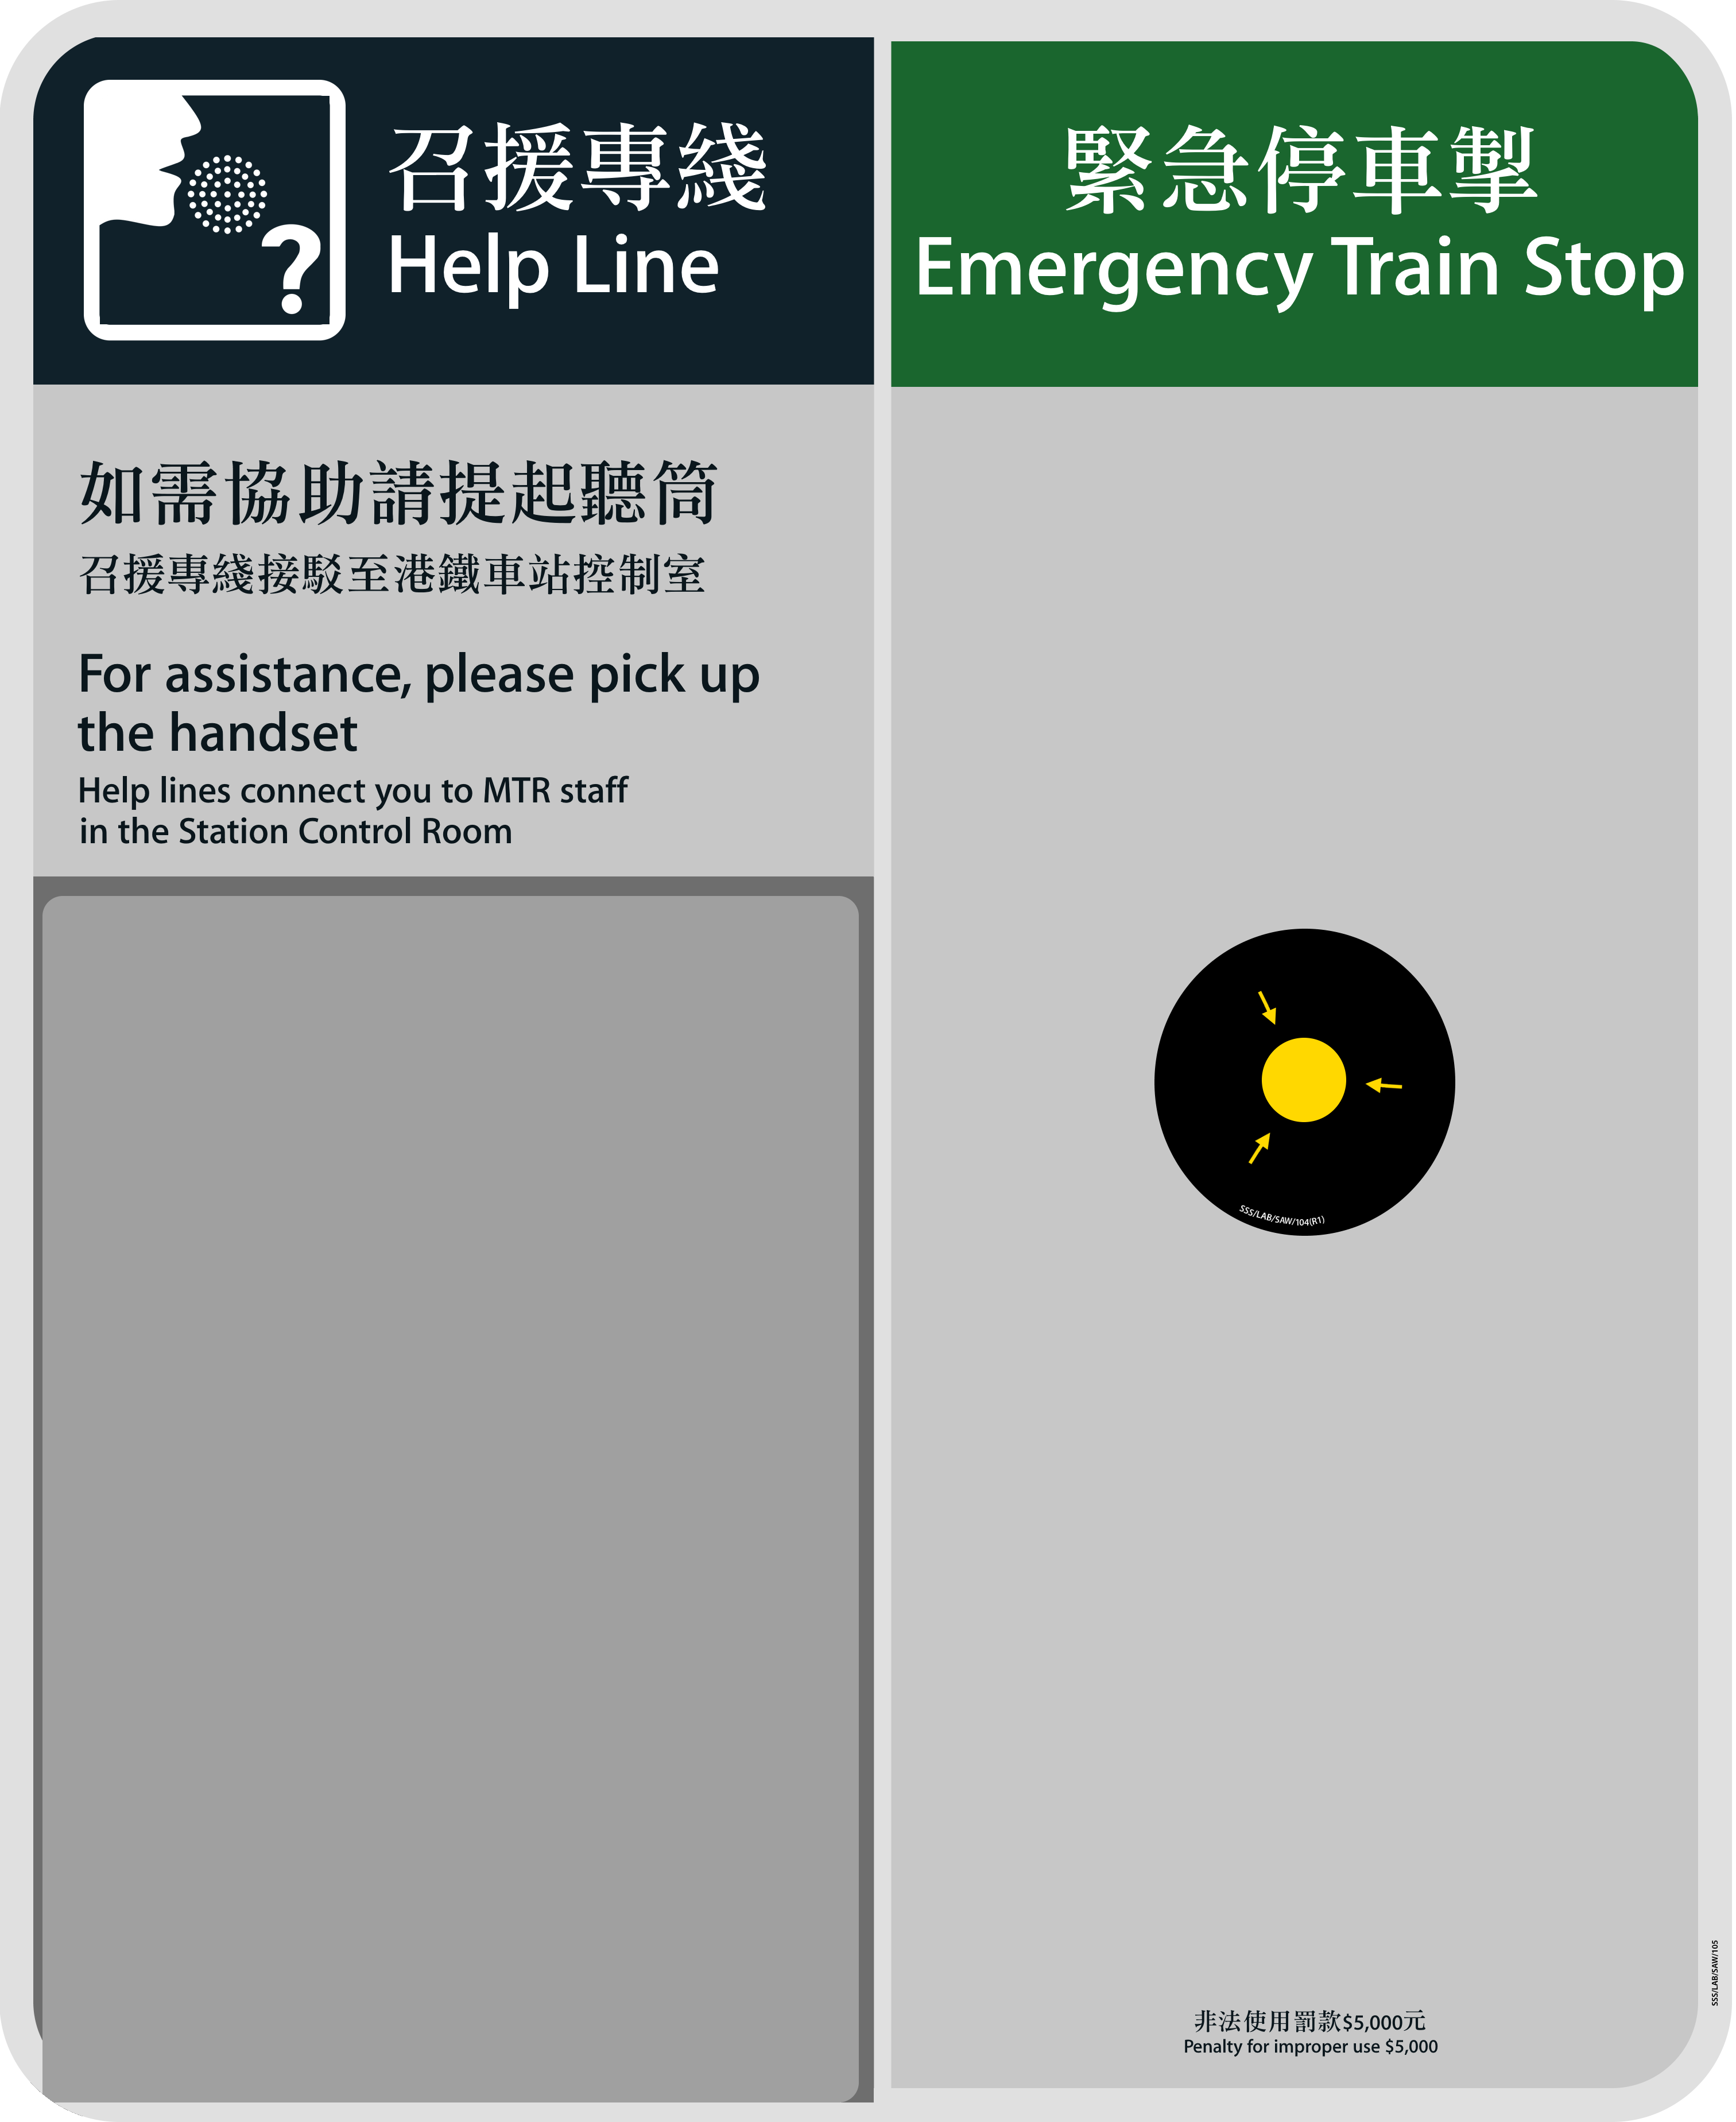 召援專綫
Help Line
如需協助請提起聽筒
召援專綫接駁至港鐵車站控制室
For assistance, please pick up
the handset
Help lines connect you to MTR staff
in the Station Control Room
緊急停車掣
Emergency Train Stop
SSS/LAB/SAW/104(R1)
非法使用罰款$5,000元
Penalty for improper use $5,000
SSS/LAB/SAW/105